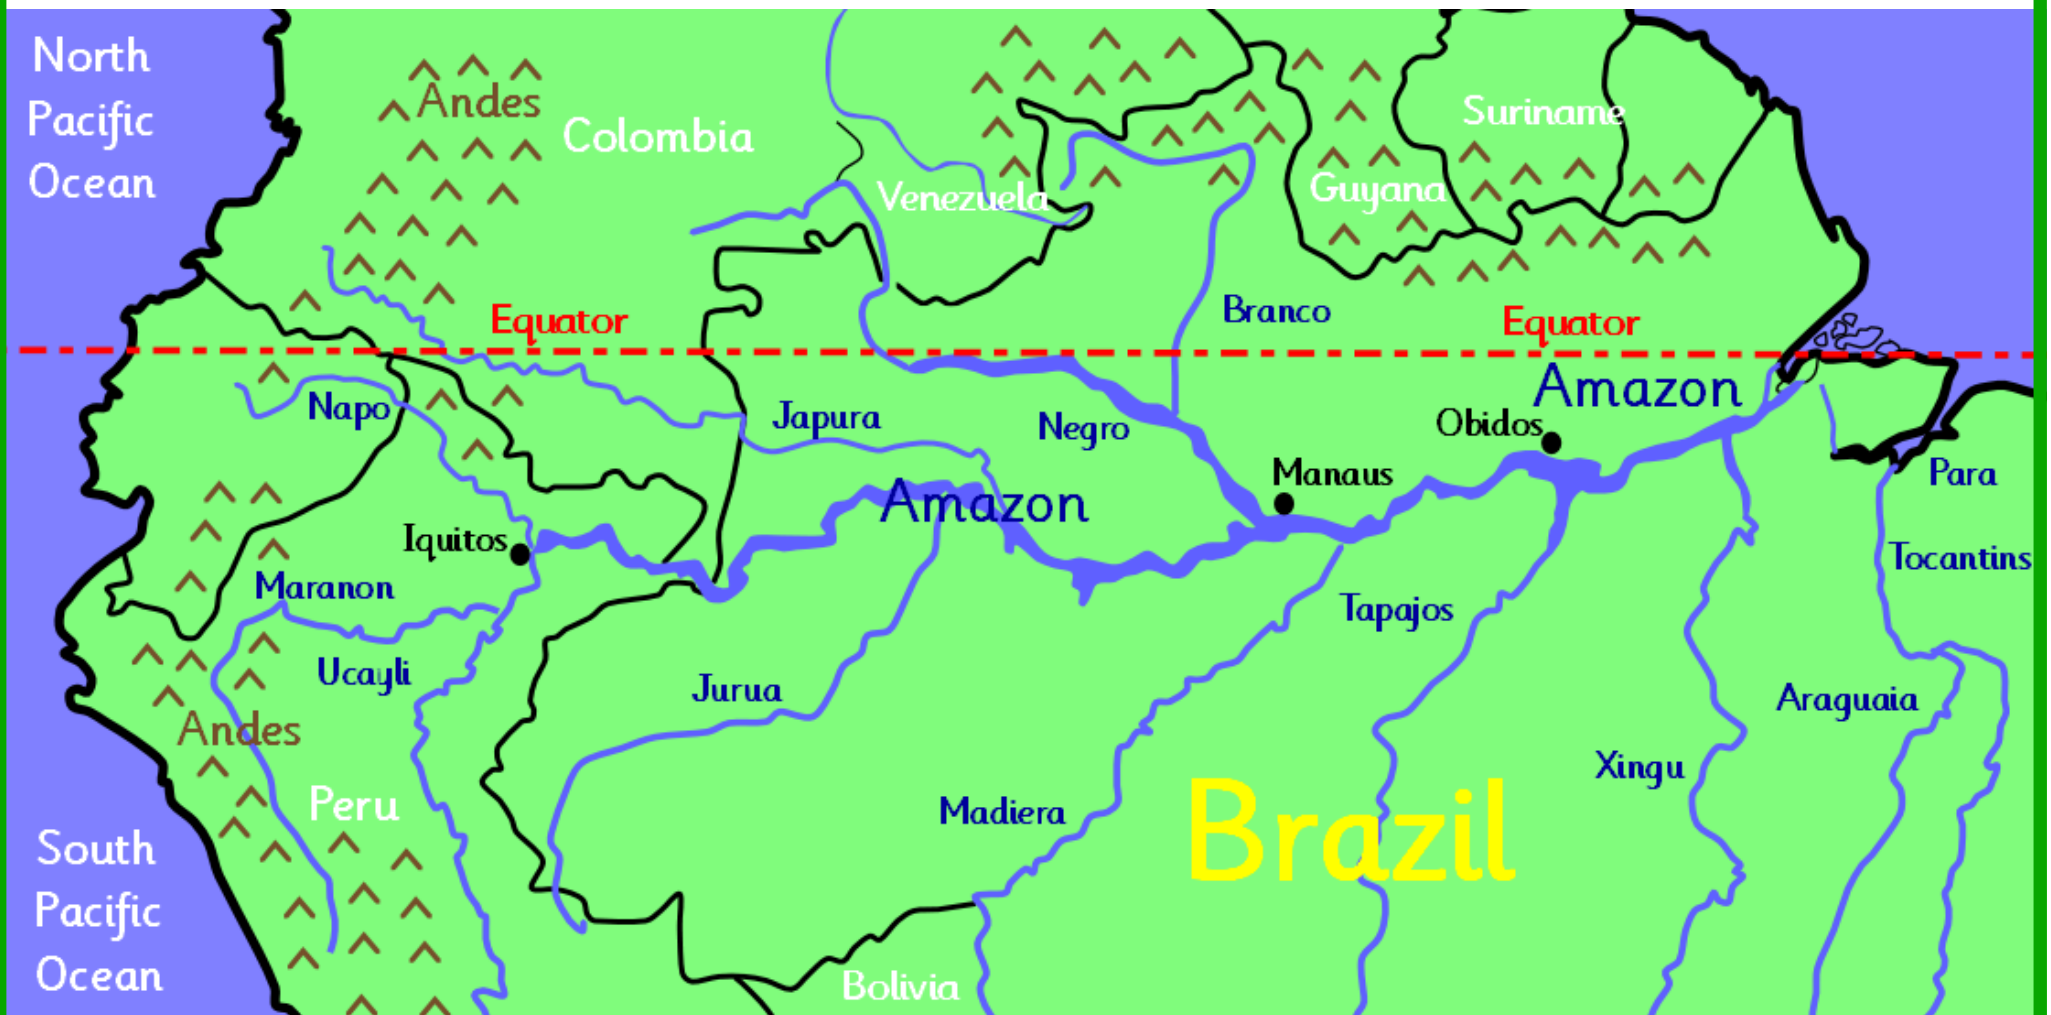 North
Pacific
Ocean
Andes
Colombia
Venezuela
Suriname
Guyana
Equator
Branco
Equator
Napo
Japura
Negro
Amazon
Obidos
Manaus
Para
Amazon
Iquitos
Maranon
Tocantins
Tapajos
Ucayli
Jurua
Araguaia
Andes
Xingu
Peru
Madiera
Brazil
South
Pacific
Ocean
Bolivia